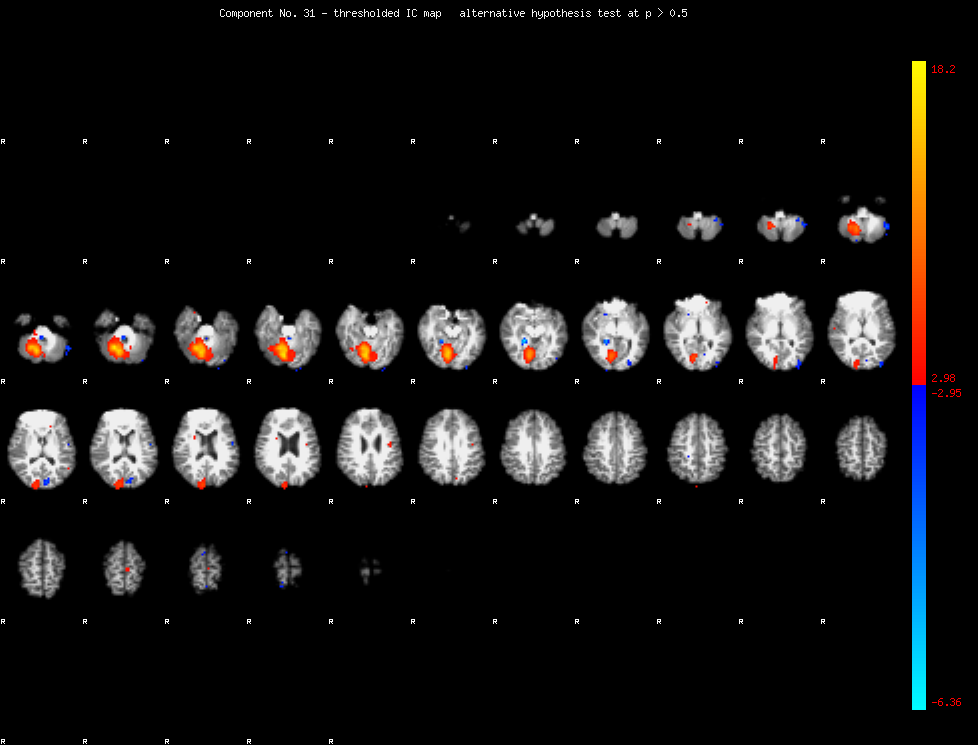 Component No. 31 - thresholded IC map   alternative hypothesis test at p > 0.5
18.2
R R R R R R R R R R R
R R R R R R R R R R R
R R R R R R R R R R R
2.98
-2.95
R R R R R R R R R R R
R R R R R R R R R R R
-6.36
R R R R R